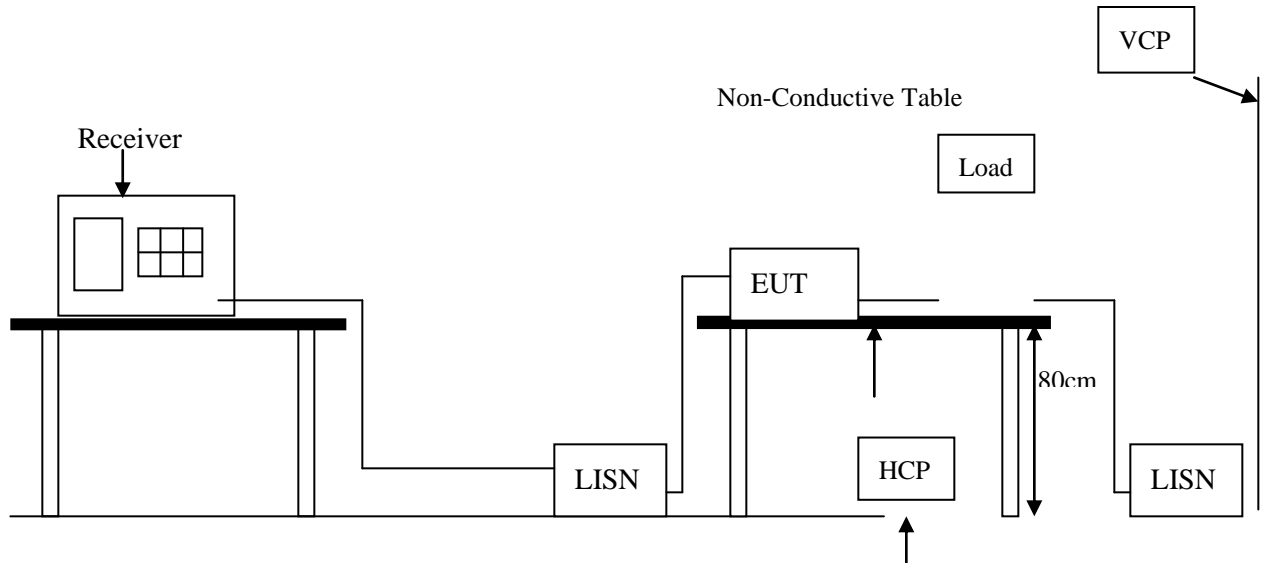 VCP
Non-Conductive Table
Receiver
Load
EUT
80cm
HCP
LISN
LISN